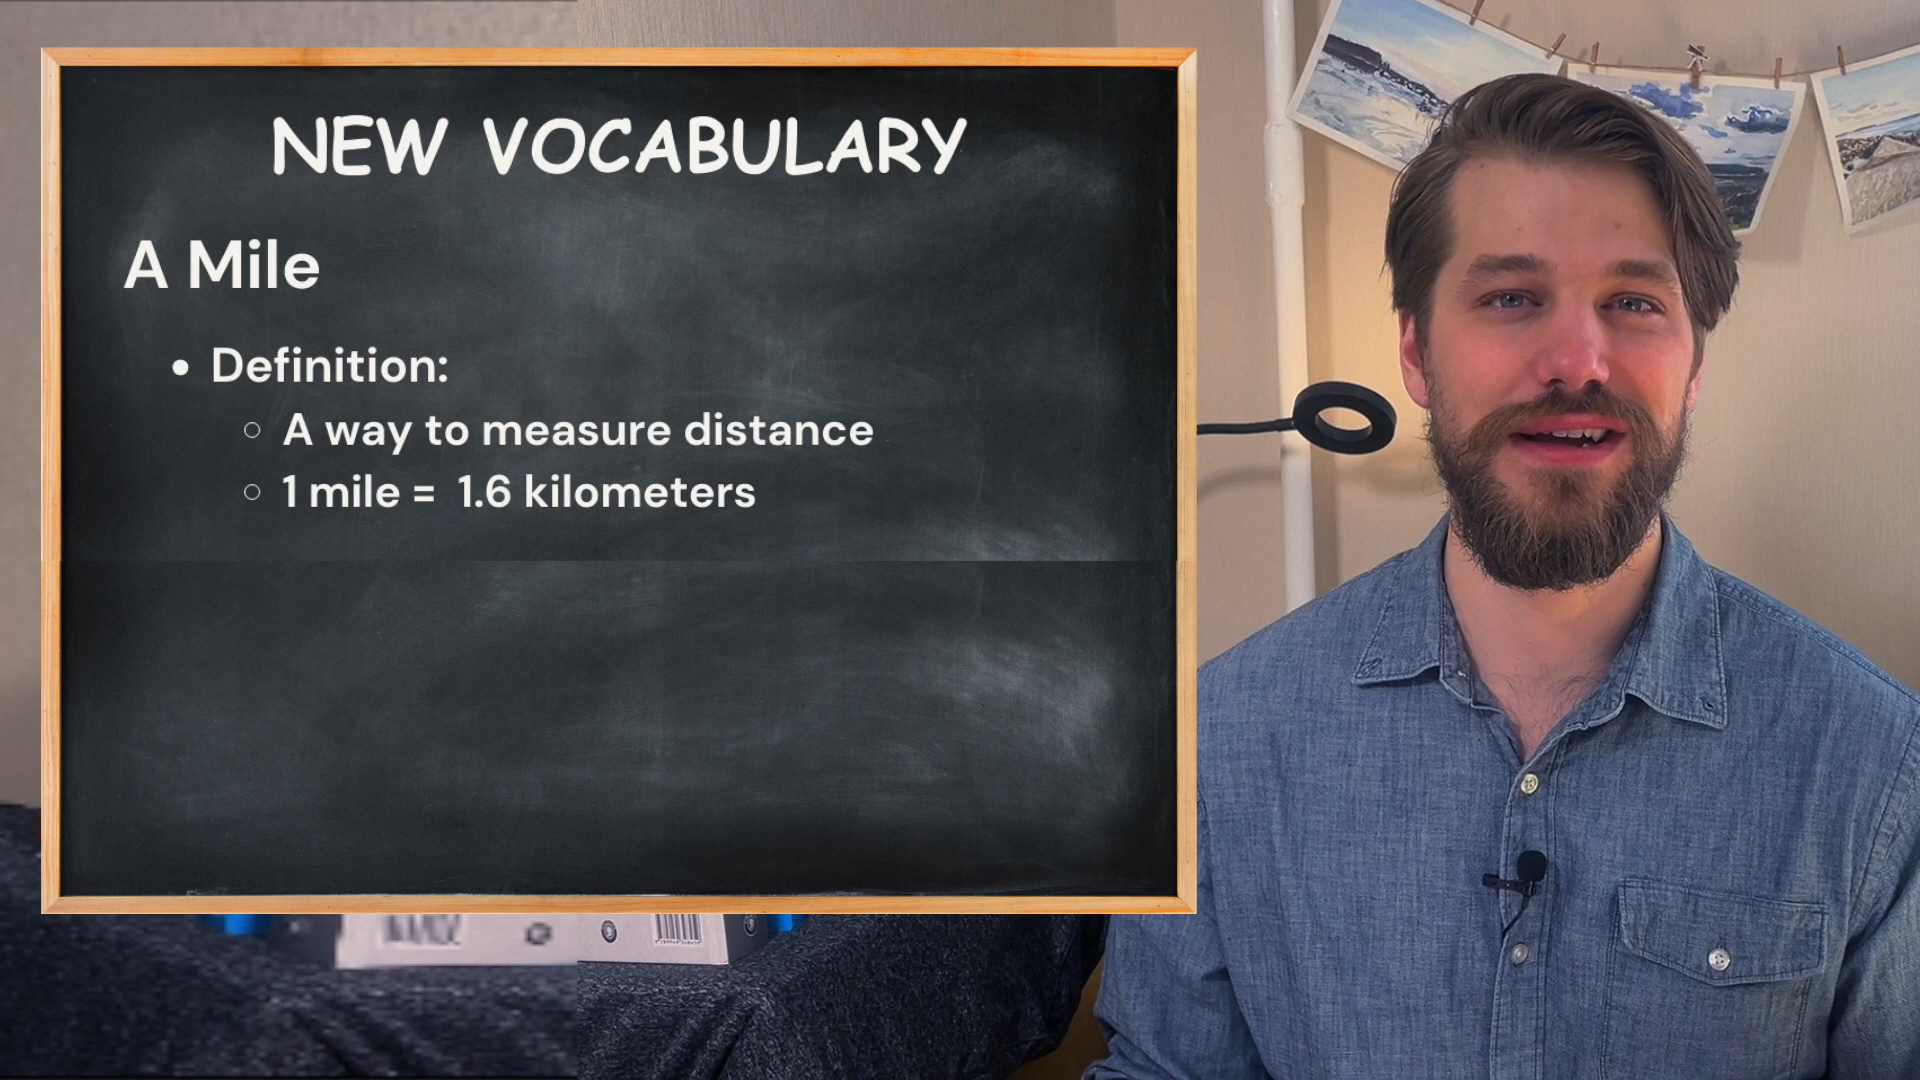 NEW VOCABULARY
A Mile
• Definition:
○ A way to measure distance
○ 1 mile = 1.6 kilometers